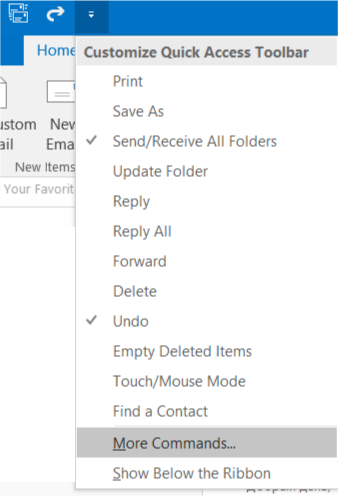 Home
Customize Quick Access Toolbar
Print
Save As
Send/Receive All Folders
Update Folder
Reply
Reply All
Forward
Delete
Undo
Empty Deleted Items
Touch/Mouse Mode
Find a Contact
More Commands...
Show Below the Ribbon
ustom New
ail Emai
New Items
Your Favorit